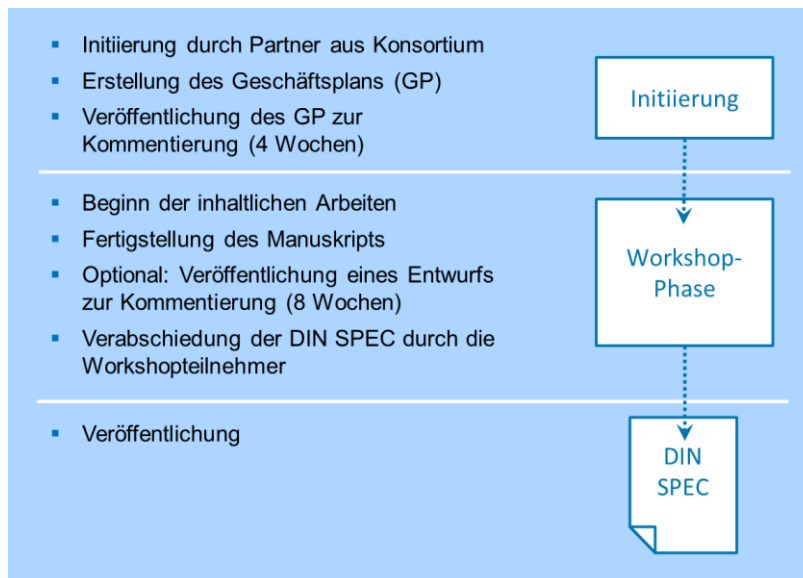 ▪ Initiierung durch Partner aus Konsortium
▪ Erstellung des Geschäftsplans (GP)
▪ Veröffentlichung des GP zur
Kommentierung (4 Wochen)
Initiierung
▪ Beginn der inhaltlichen Arbeiten
▪ Fertigstellung des Manuskripts
▪ Optional: Veröffentlichung eines Entwurfs
zur Kommentierung (8 Wochen)
▪ Verabschiedung der DIN SPEC durch die
Workshopteilnehmer
Workshop-
Phase
▪ Veröffentlichung
DIN
SPEC